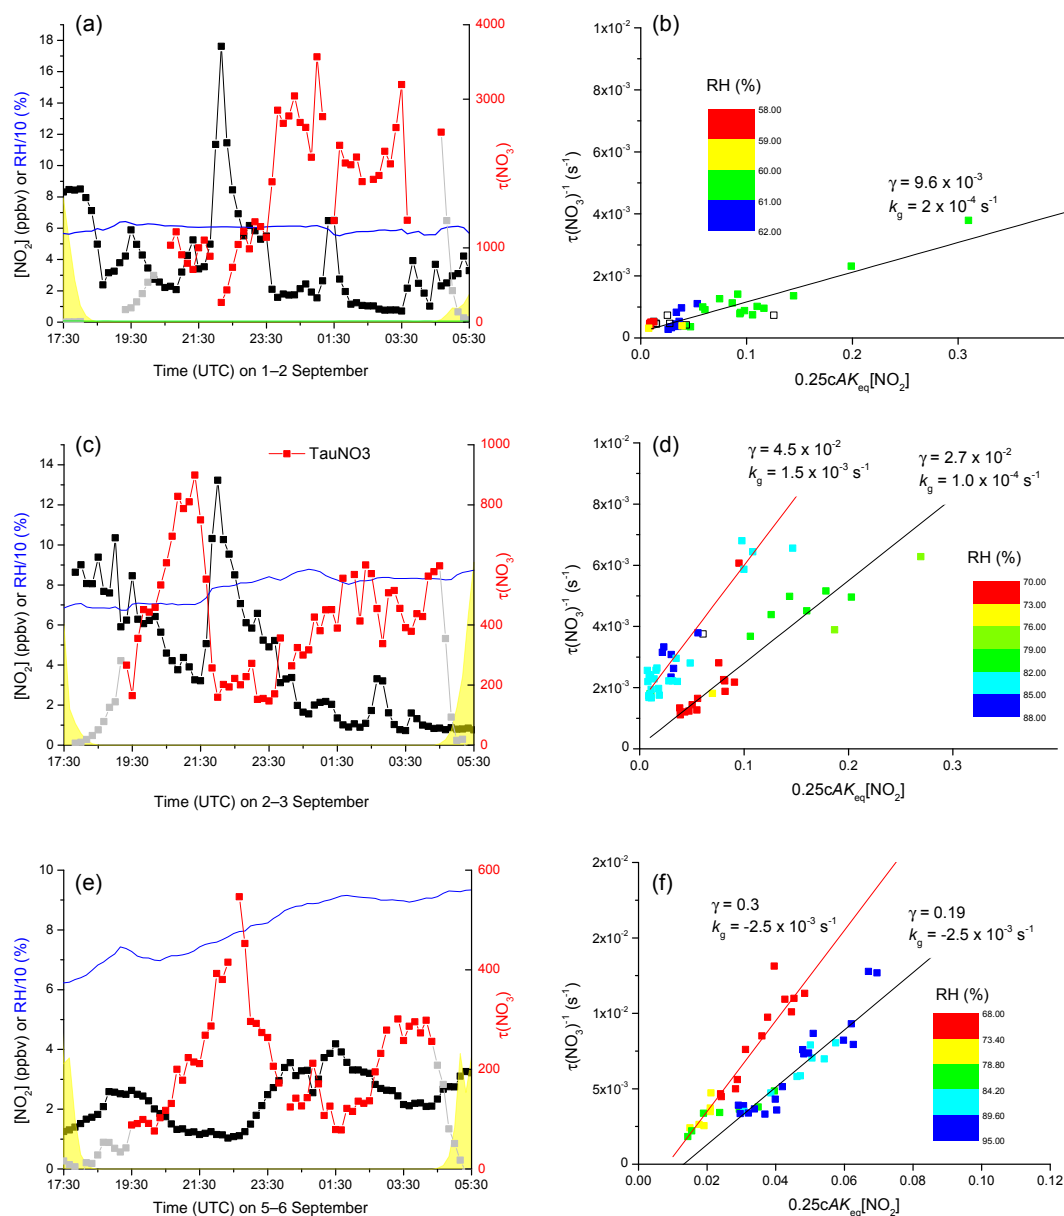 (a)
[NO2] (ppbv) or RH/10 (%)
18
16
14
12
10
8
6
4
2
0
4000
3000
2000
1000
0
τ(NO3)
17:30 19:30 21:30 23:30 01:30 03:30 05:30
Time (UTC) on 1–2 September
(b)
τ(NO3)-1 (s-1)
1x10-2
8x10-3
6x10-3
4x10-3
2x10-3
0
RH (%)
58.00
59.00
60.00
61.00
62.00
γ = 9.6 x 10-3
kg = 2 x 10-4 s-1
0.0 0.1 0.2 0.3
0.25cAKeq[NO2]
(c)
TauNO3
[NO2] (ppbv) or RH/10 (%)
14
12
10
8
6
4
2
0
1000
800
600
400
200
0
τ(NO3)
17:30 19:30 21:30 23:30 01:30 03:30 05:30
Time (UTC) on 2–3 September
(d)
τ(NO3)-1 (s-1)
1x10-2
8x10-3
6x10-3
4x10-3
2x10-3
0
γ = 4.5 x 10-2
kg = 1.5 x 10-3 s-1
γ = 2.7 x 10-2
kg = 1.0 x 10-4 s-1
RH (%)
70.00
73.00
76.00
79.00
82.00
85.00
88.00
0.0 0.1 0.2 0.3
0.25cAKeq[NO2]
(e)
[NO2] (ppbv) or RH/10 (%)
10
8
6
4
2
0
600
400
200
0
τ(NO3)
17:30 19:30 21:30 23:30 01:30 03:30 05:30
Time (UTC) on 5–6 September
(f)
τ(NO3)-1 (s-1)
2x10-2
2x10-2
1x10-2
5x10-3
0
γ = 0.3
kg = -2.5 x 10-3 s-1
γ = 0.19
kg = -2.5 x 10-3 s-1
RH (%)
68.00
73.40
78.80
84.20
89.60
95.00
0.00 0.02 0.04 0.06 0.08 0.10 0.12
0.25cAKeq[NO2]